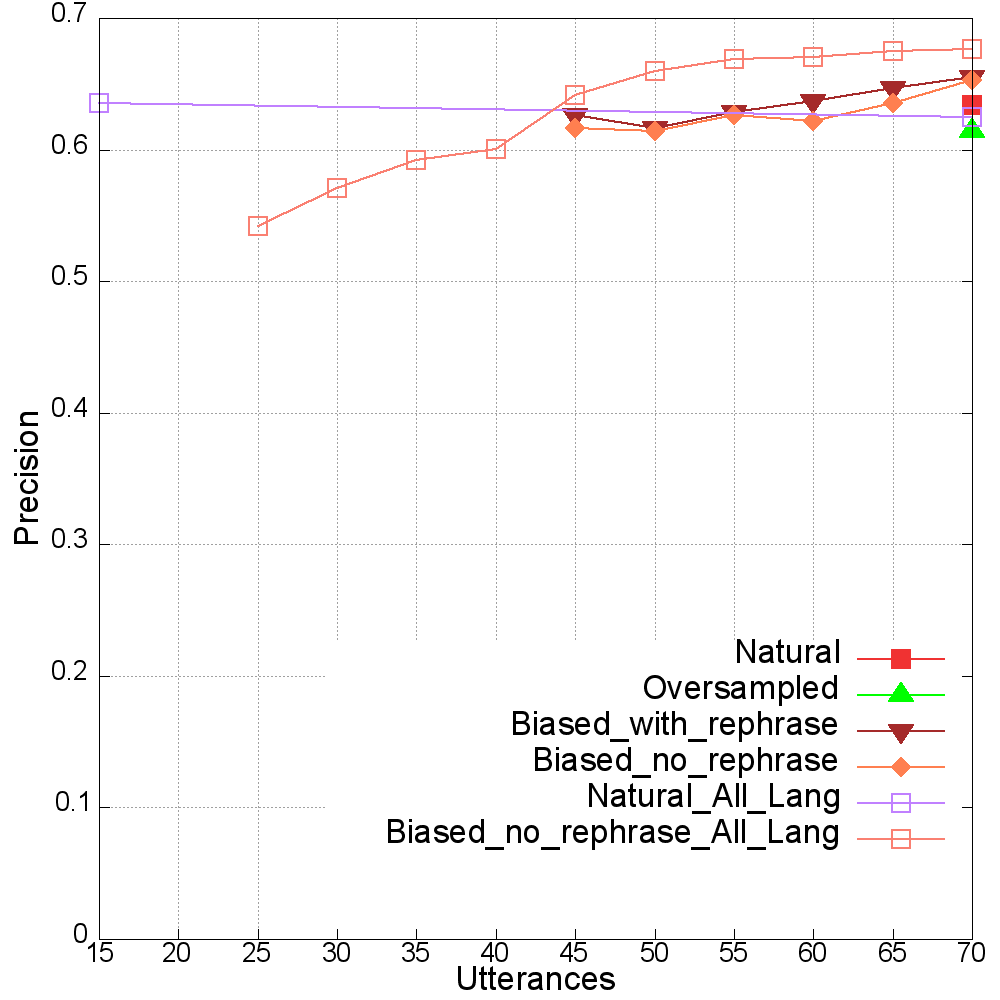 0.7
0.6
0.5
0.4
0.3
0.2
0.1
0
Precision
Natural
Oversampled
Biased_with_rephrase
Biased_no_rephrase
Natural_All_Lang
Biased_no_rephrase_All_Lang
15 20 25 30 35 40 45 50 55 60 65 70
Utterances